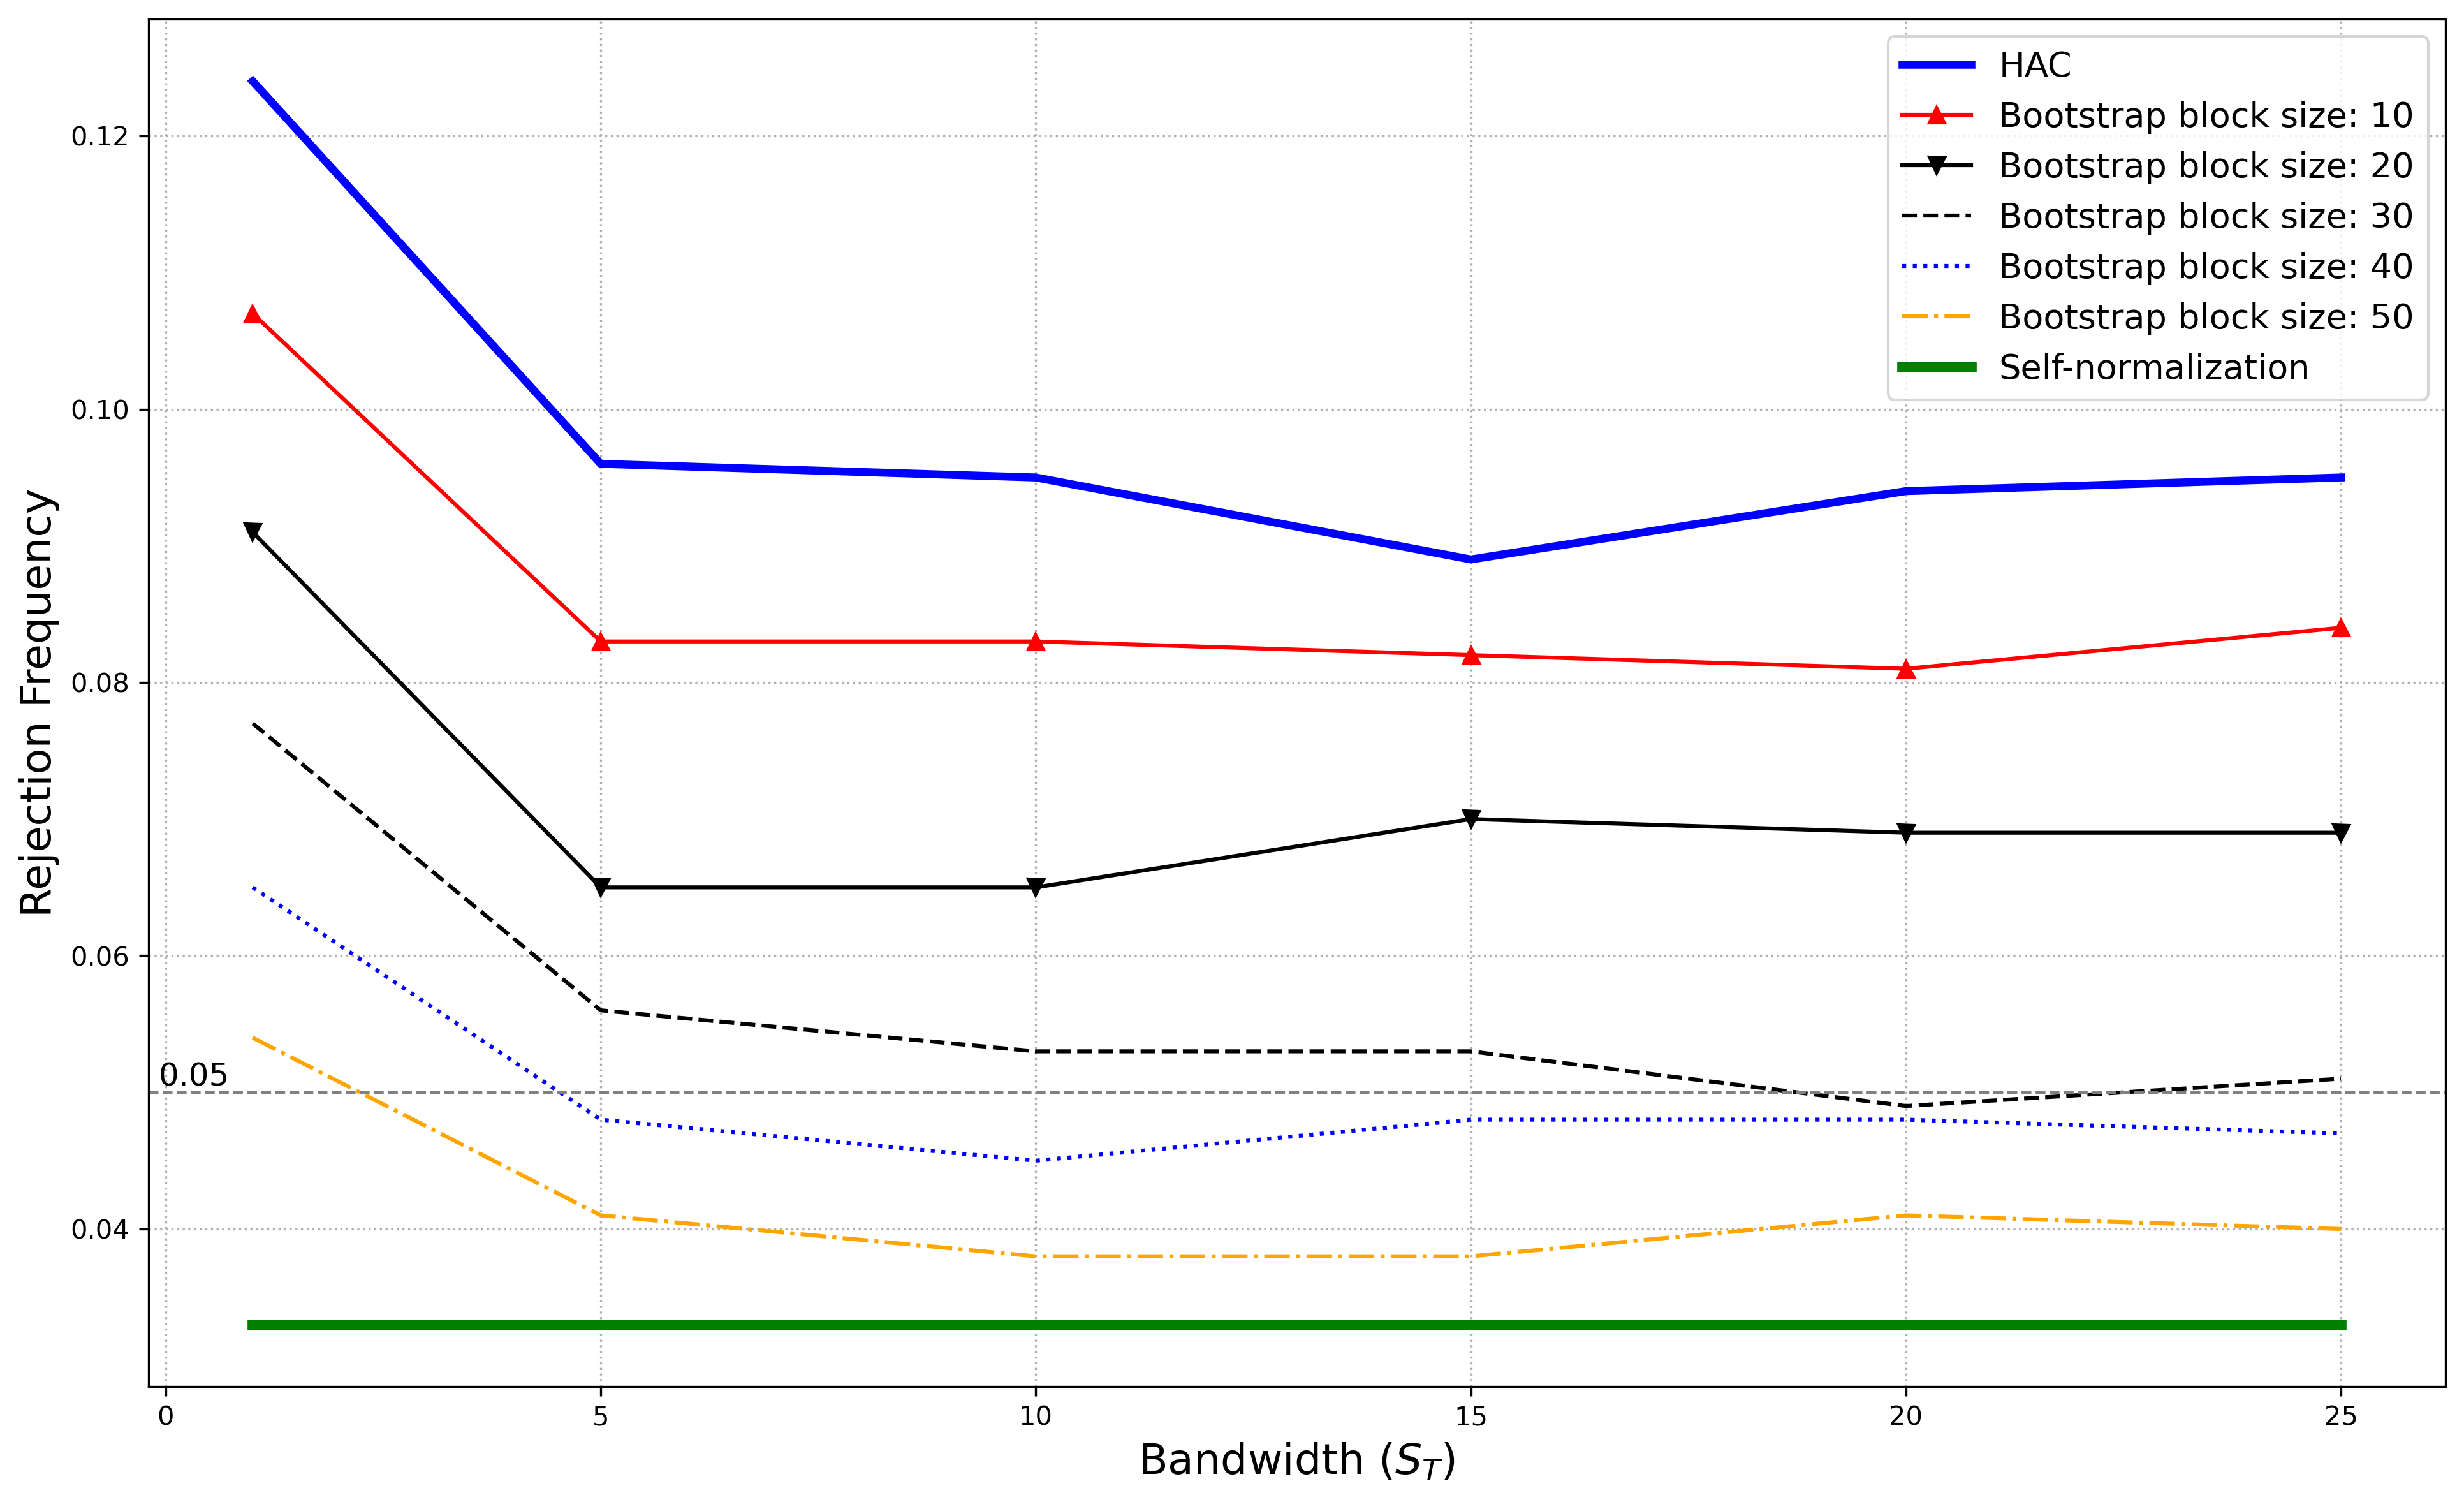 HAC
Bootstrap block size: 10
Bootstrap block size: 20
Bootstrap block size: 30
Bootstrap block size: 40
Bootstrap block size: 50
Self-normalization
Rejection Frequency
0.12
0.10
0.08
0.06
0.05
0.04
0 5 10 15 20 25
Bandwidth ($S_T$)